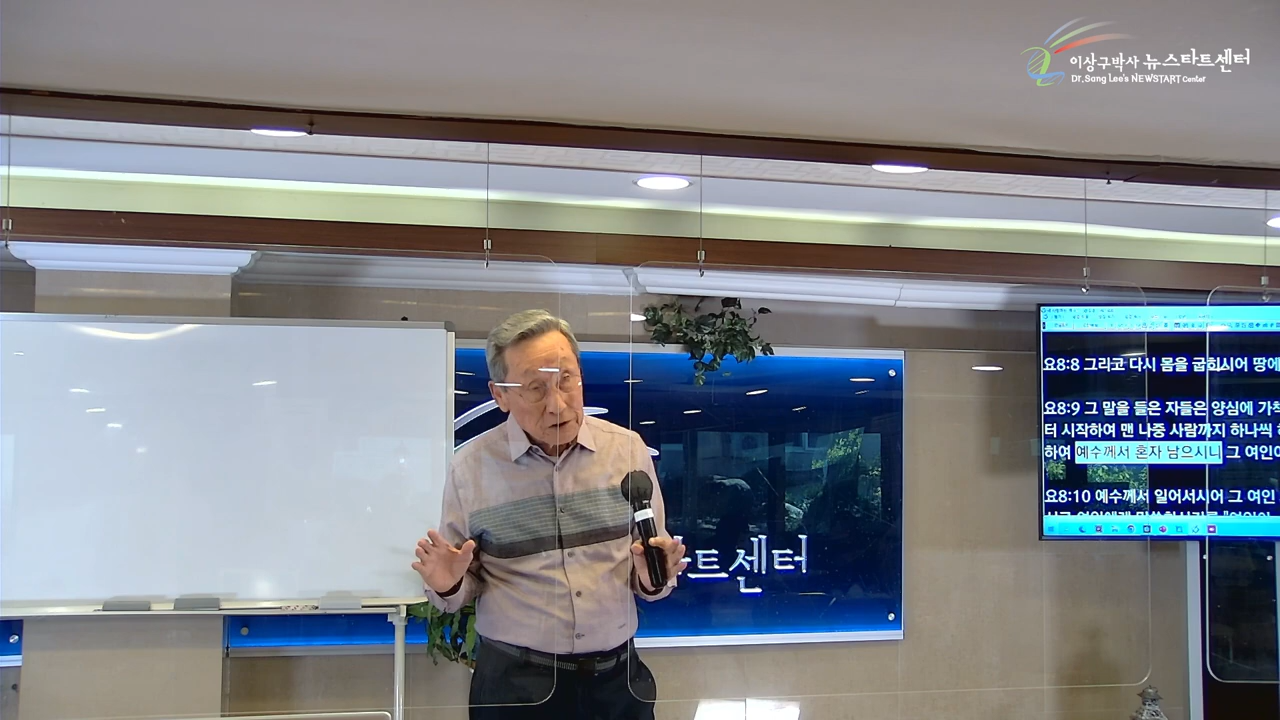 이상구박사 뉴스타트센터
Dr. Sang Lee's NEWSTART Center
요8:8 그리고 다시 몸을 굽히시어 땅에
요8:9 그 말을 들은 자들은 양심에 가책
터 시작하여 맨 나중 사람까지 하나씩
하여 예수께서 혼자 남으시니 그 여인이
요8:10 예수께서 일어서시어 그 여인
타트센터